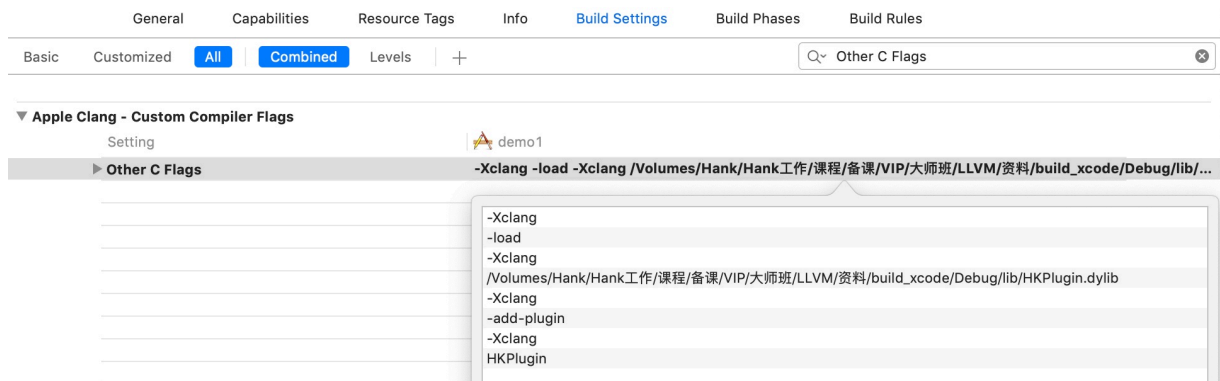 General Capabilities Resource Tags Info Build Settings Build Phases Build Rules
Basic Customized All Combined Levels + Other C Flags
Apple Clang - Custom Compiler Flags
Setting demo1
Other C Flags -Xclang -load -Xclang /Volumes/Hank/Hank工作/课程/备课/VIP/大师班/LLVM/资料/build_xcode/Debug/lib/...
-Xclang
-load
-Xclang
/Volumes/Hank/Hank工作/课程/备课/VIP/大师班/LLVM/资料/build_xcode/Debug/lib/HKPlugin.dylib
-Xclang
-add-plugin
-Xclang
HKPlugin